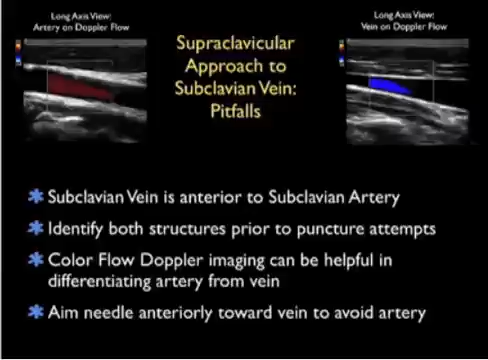 Long Axis View:
Artery on Doppler Flow
Supraclavicular
Approach to
Subclavian Vein:
Pitfalls
Long Axis View:
Vein on Doppler Flow
Subclavian Vein is anterior to Subclavian Artery
Identify both structures prior to puncture attempts
Color Flow Doppler imaging can be helpful in
differentiating artery from vein
Aim needle anteriorly toward vein to avoid artery